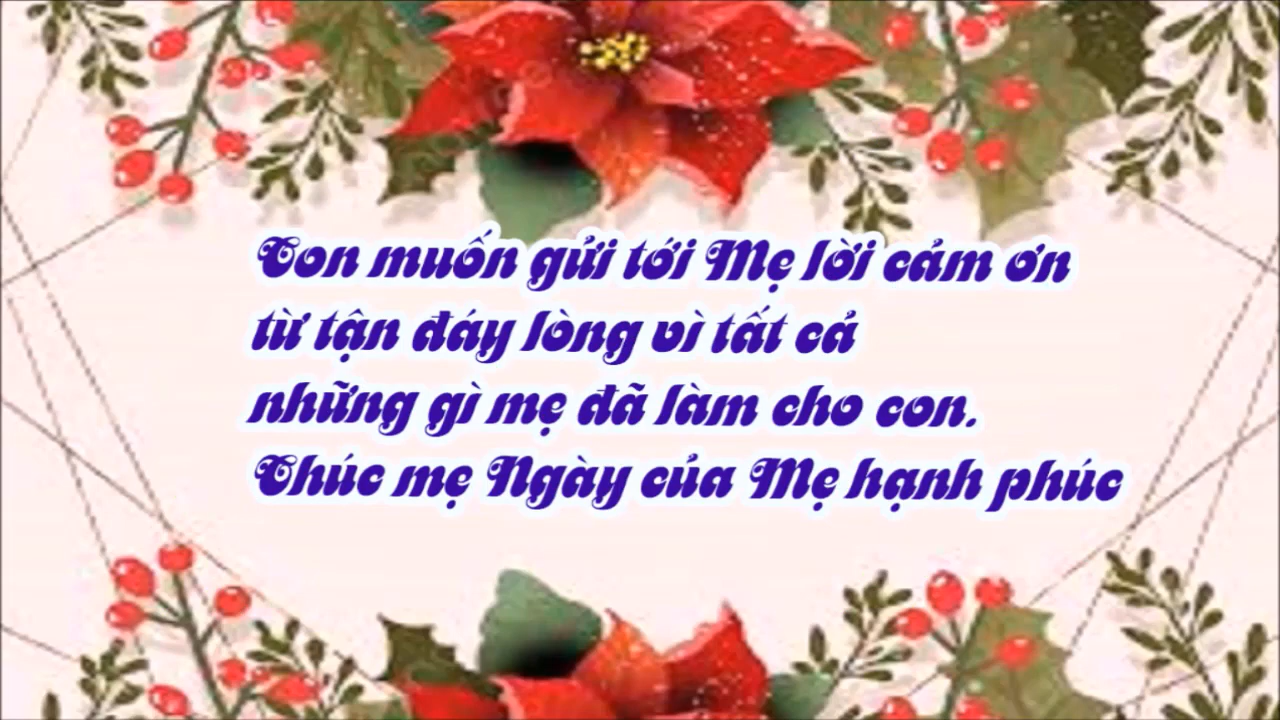 Con muốn gửi tới Mẹ lời cảm ơn
từ tận đáy lòng vì tất cả
những gì mẹ đã làm cho con.
Chúc mẹ Ngày của Mẹ hạnh phúc